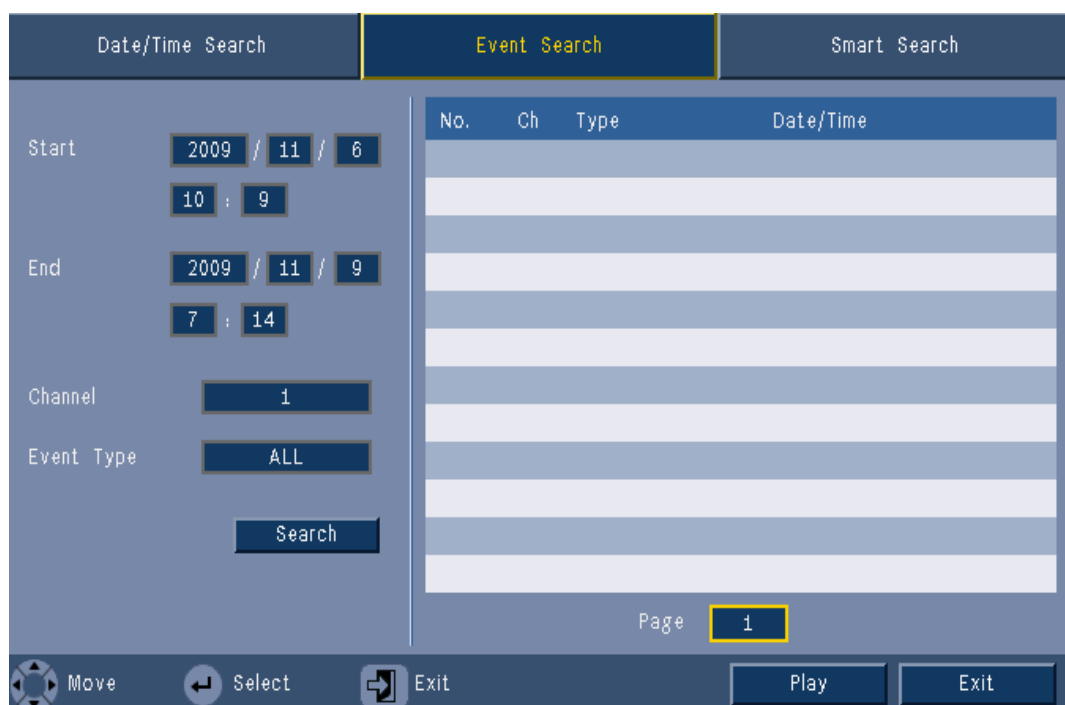 Date/Time Search Event Search Smart Search
Start 2009 / 11 / 6
10 : 9
End 2009 / 11 / 9
7 : 14
Channel 1
Event Type ALL
Search
No. Ch Type Date/Time
Page 1
Move Select Exit Play Exit